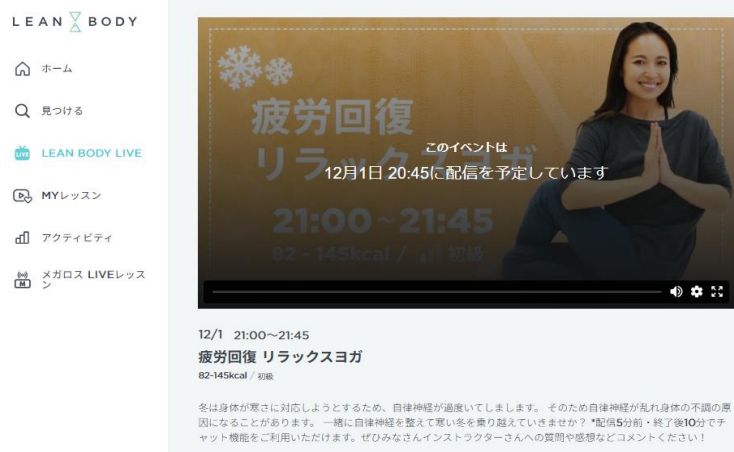 LEAN BODY
ホーム
見つける
LIVE
LEAN BODY LIVE
MYレッスン
アクティビティ
M
メガロス LIVEレッス
ン
疲労回復
リラックスヨガ
このイベントは
12月1日 20:45に配信を予定しています
21:00~21:45
82 - 145kcal / 初級
12/1 21:00〜21:45
疲労回復 リラックスヨガ
82-145kcal / 初級
冬は身体が寒さに対応しようとするため、自律神経が過度いてしまします。 そのため自律神経が乱れ身体の不調の原
因になることがあります。 一緒に自律神経を整えて寒い冬を乗り越えていきませんか？ *配信5分前・終了後10分でチ
ャット機能をご利用いただけます。ぜひみなさんインストラクターさんへの質問や感想などコメントください！